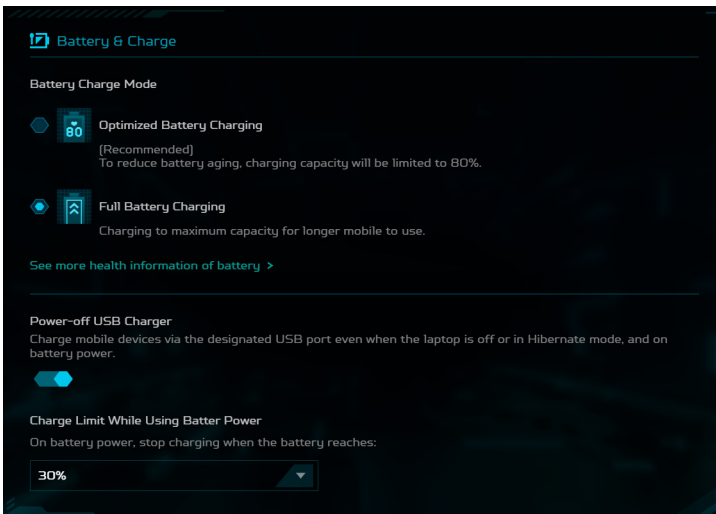 Battery & Charge
Battery Charge Mode
80
Optimized Battery Charging
(Recommended)
To reduce battery aging, charging capacity will be limited to 80%.
Full Battery Charging
Charging to maximum capacity for longer mobile to use.
See more health information of battery >
Power-off USB Charger
Charge mobile devices via the designated USB port even when the laptop is off or in Hibernate mode, and on
battery power.
Charge Limit While Using Batter Power
On battery power, stop charging when the battery reaches:
30%